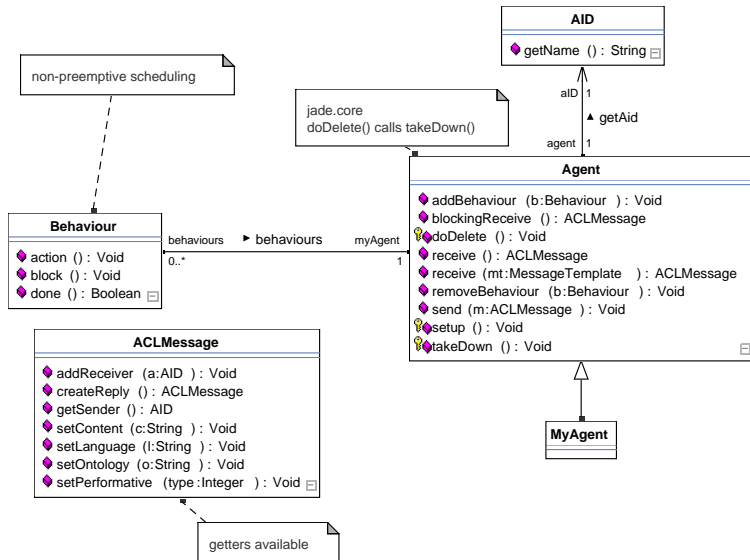 AID
getName () : String
non-preemptive scheduling
aID 1
getAid
jade.core
doDelete() calls takeDown()
agent 1
Agent
addBehaviour (b:Behaviour ) : Void
blockingReceive () : ACLMessage
doDelete () : Void
receive () : ACLMessage
receive (mt:MessageTemplate ) : ACLMessage
removeBehaviour (b:Behaviour ) : Void
send (m:ACLMessage ) : Void
setup () : Void
takeDown () : Void
Behaviour
action () : Void
block () : Void
done () : Boolean
behaviours behaviours myAgent
0..* 1
ACLMessage
addReceiver (a:AID ) : Void
createReply () : ACLMessage
getSender () : AID
setContent (c:String ) : Void
setLanguage (l:String ) : Void
setOntology (o:String ) : Void
setPerformative (type:Integer ) : Void
MyAgent
getters available